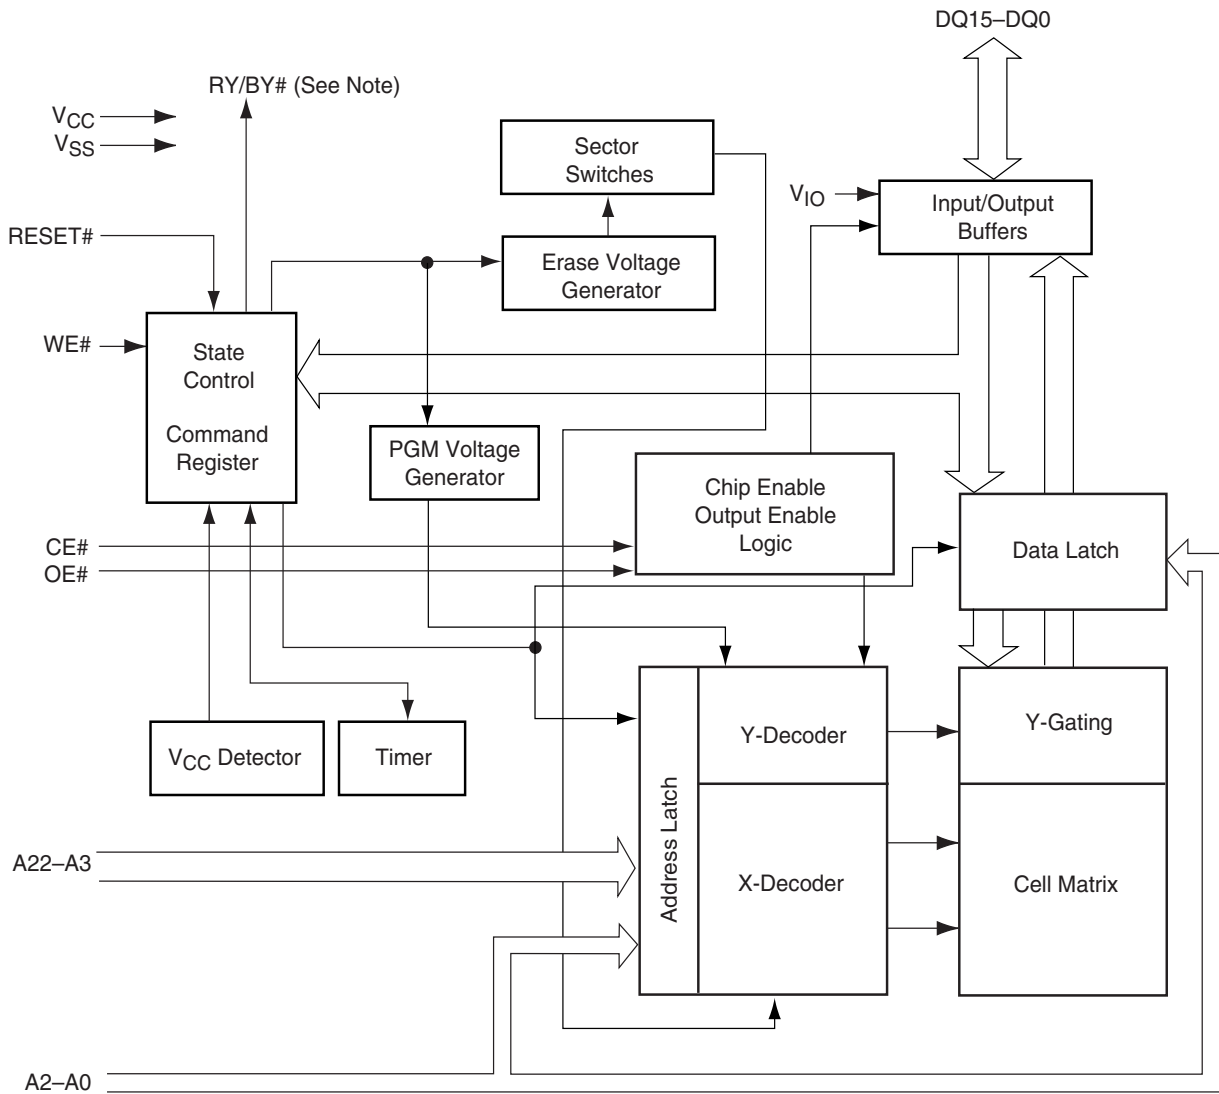 DQ15–DQ0
RY/BY# (See Note)
VCC
VSS
Sector
Switches
VIO
Input/Output
Buffers
RESET#
Erase Voltage
Generator
WE#
State
Control
Command
Register
PGM Voltage
Generator
Chip Enable
Output Enable
Logic
CE#
OE#
Data Latch
VCC Detector
Timer
Y-Decoder
Y-Gating
Address Latch
A22–A3
X-Decoder
Cell Matrix
A2–A0